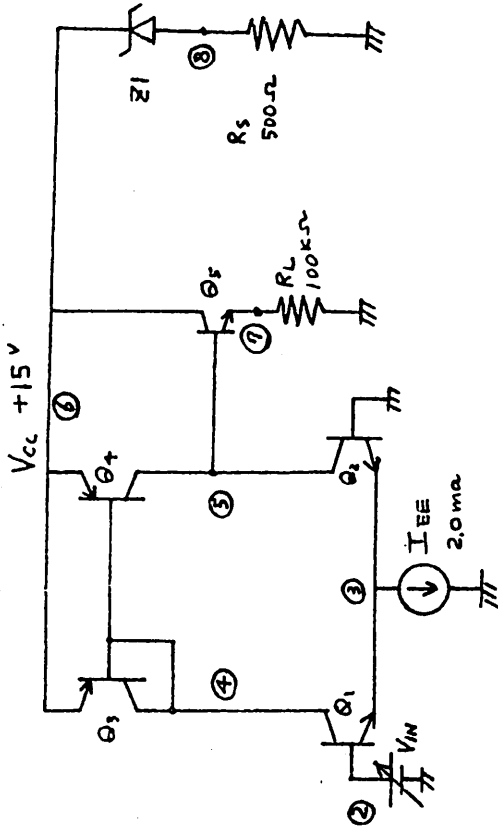 Vcc +15V
⑥
Q3
Q4
Q5
Z1
⑧
RS
500Ω
④
⑤
⑦
RL
100KΩ
Q1
Q2
②
VIN
③
IEE
2.0ma